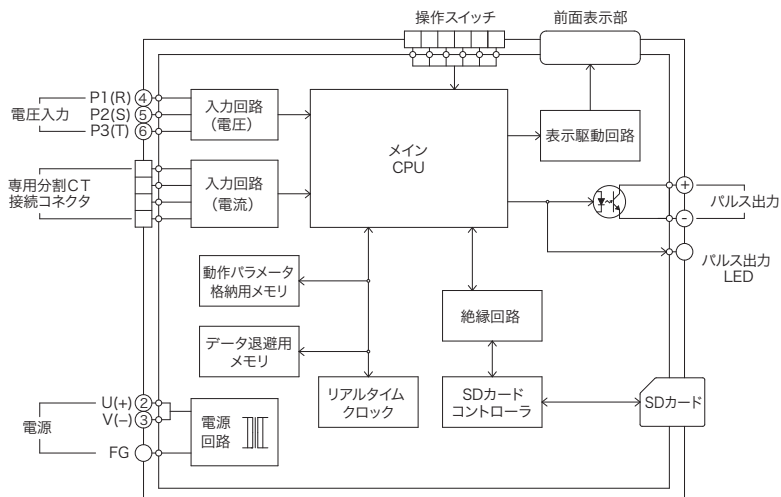 操作スイッチ
前面表示部
P1(R) ④
P2(S) ⑤
P3(T) ⑥
電圧入力
入力回路
(電圧)
メイン
CPU
表示駆動回路
専用分割CT
接続コネクタ
入力回路
(電流)
+
-
パルス出力
パルス出力
LED
動作パラメータ
格納用メモリ
絶縁回路
データ退避用
メモリ
リアルタイム
クロック
SDカード
コントローラ
SDカード
U(+) ②
V(−) ③
電源
FG
電源
回路